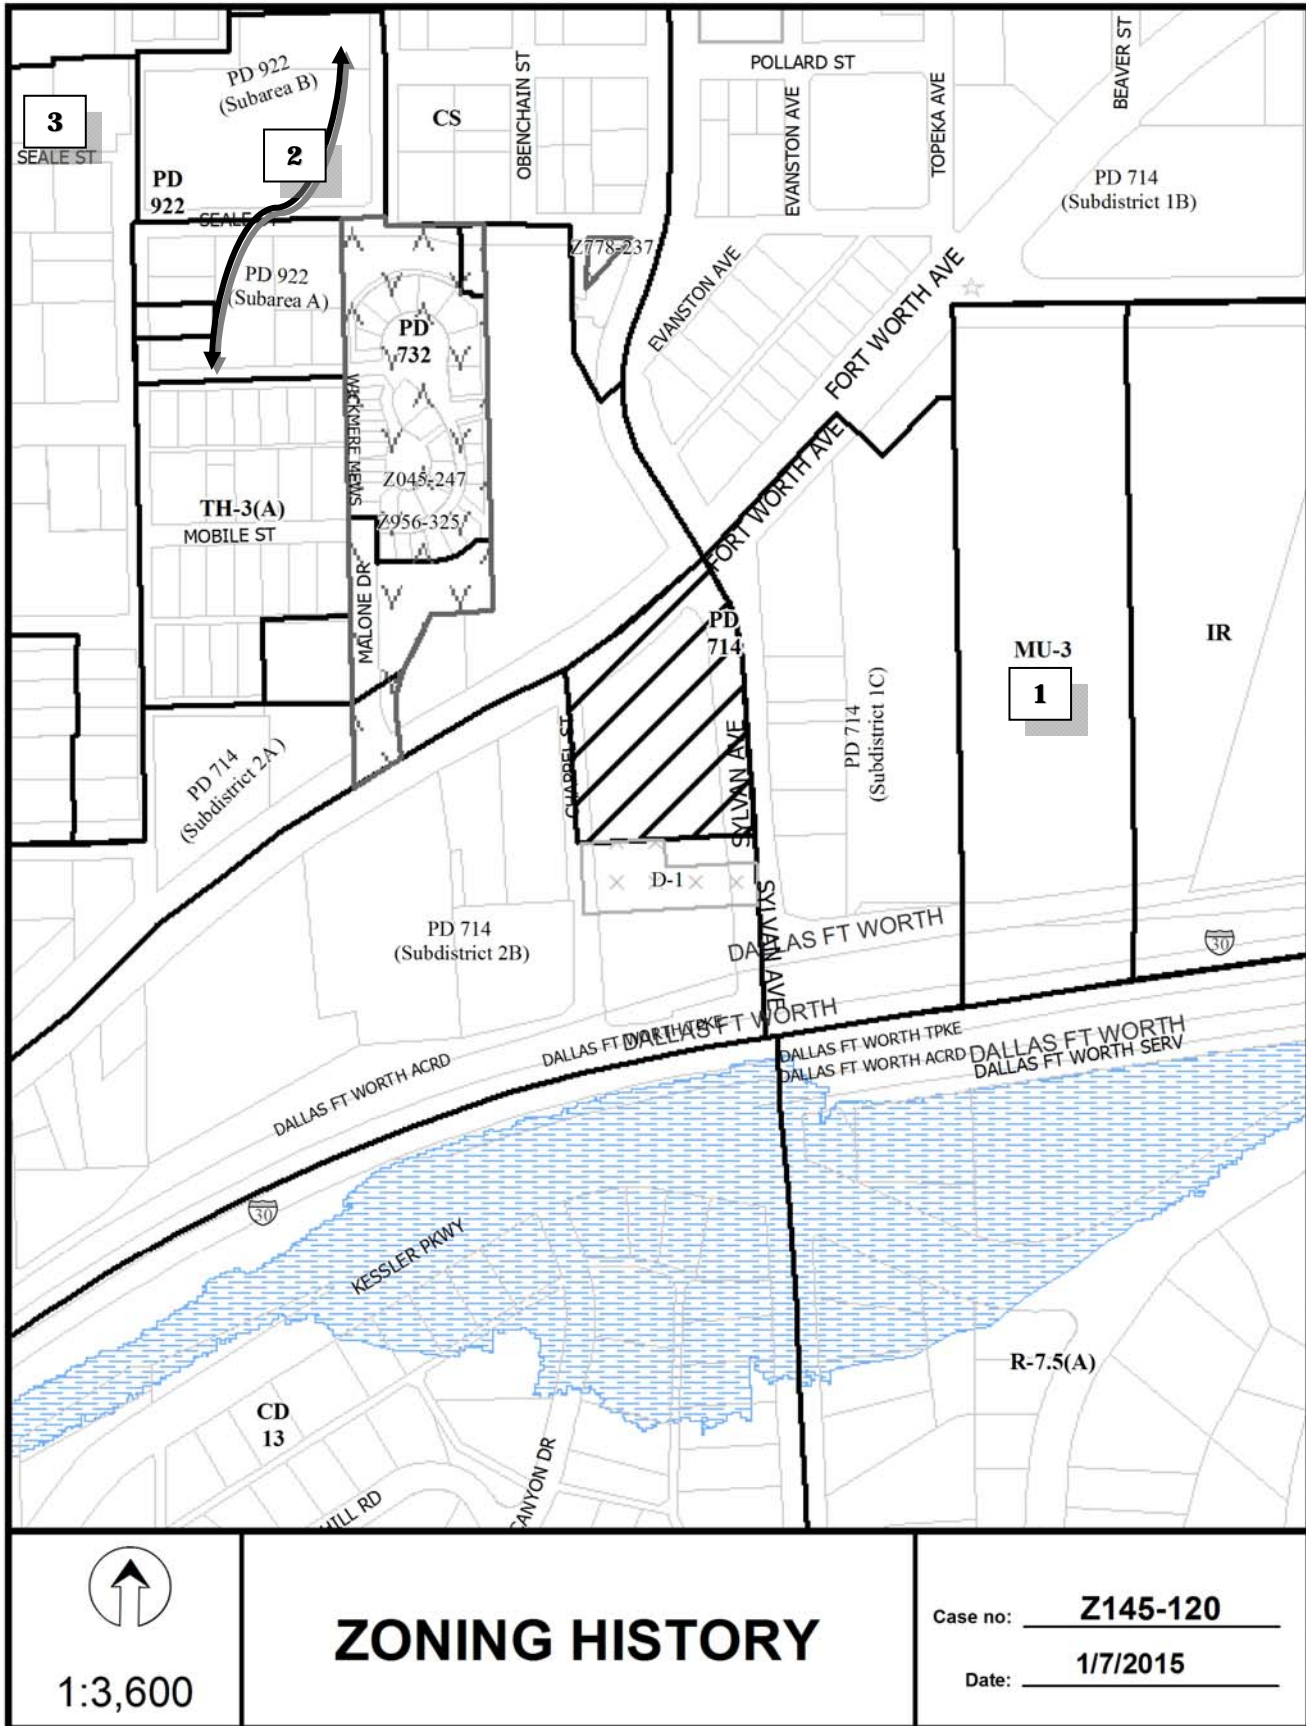 PD 922
(Subarea B)
3
SEALE ST
CS
2
PD
922
OBENCHAIN ST
POLLARD ST
EVANSTON AVE
TOPEKA AVE
BEAVER ST
PD 714
(Subdistrict 1B)
Z778-237
PD 922
(Subarea A)
EVANSTON AVE
FORT WORTH AVE
PD
732
WICKMERE MEWS
Z045-247
Z956-325
TH-3(A)
MOBILE ST
MALONE DR
FORT WORTH AVE
PD
714
IR
MU-3
1
PD 714
(Subdistrict 1C)
CHAPPEL ST
SYLVAN AVE
PD 714
(Subdistrict 2A)
D-1
PD 714
(Subdistrict 2B)
SYLVAN AVE
DALLAS FT WORTH
30
DALLAS FT WORTH
DALLAS FT WORTH TPKE
DALLAS FT WORTH TPKE
DALLAS FT WORTH ACRD
DALLAS FT WORTH
DALLAS FT WORTH SERV
DALLAS FT WORTH ACRD
30
KESSLER PKWY
R-7.5(A)
CD
13
HILL RD
CANYON DR
1:3,600
ZONING HISTORY
Case no: Z145-120
Date: 1/7/2015